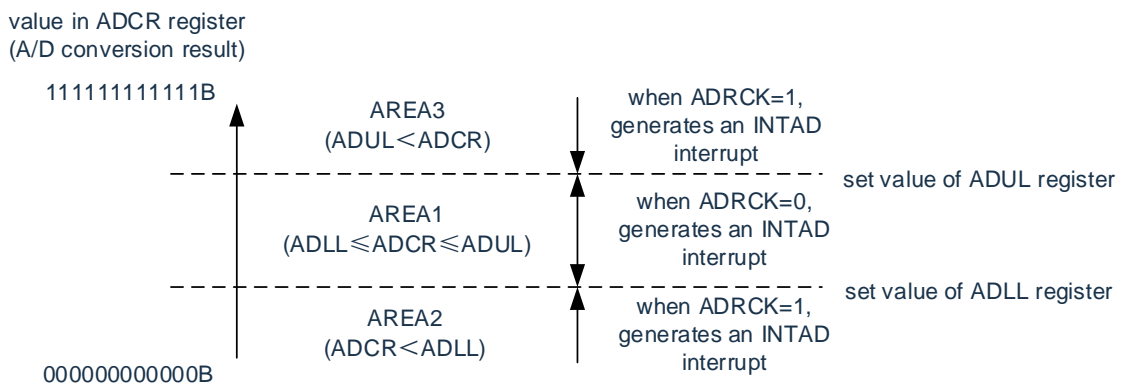 value in ADCR register
(A/D conversion result)
111111111111B
AREA3
(ADUL<ADCR)
when ADRCK=1,
generates an INTAD
interrupt
set value of ADUL register
AREA1
(ADLL≤ADCR≤ADUL)
when ADRCK=0,
generates an INTAD
interrupt
set value of ADLL register
AREA2
(ADCR<ADLL)
when ADRCK=1,
generates an INTAD
interrupt
000000000000B